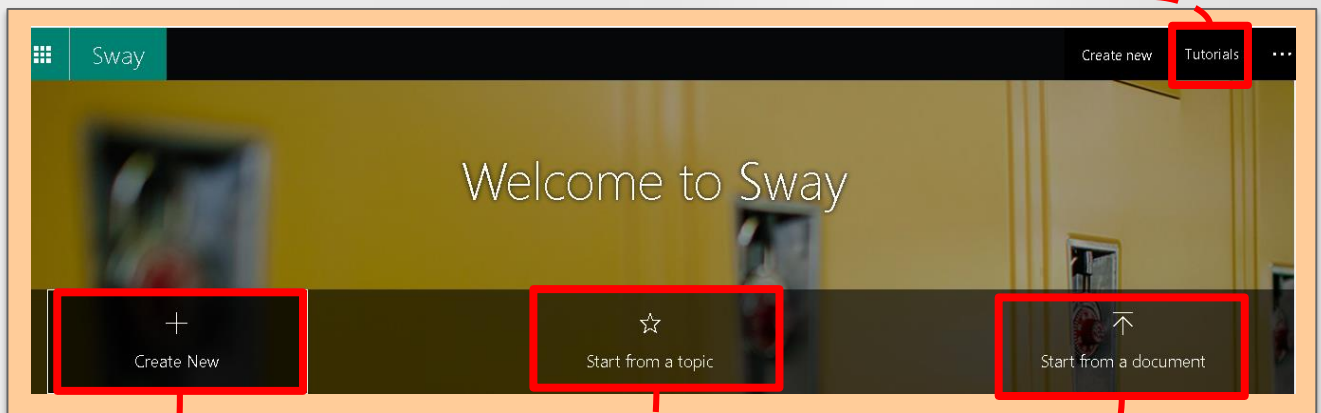 Sway
Create new Tutorials ...
Welcome to Sway
Create New
Start from a topic
Start from a document